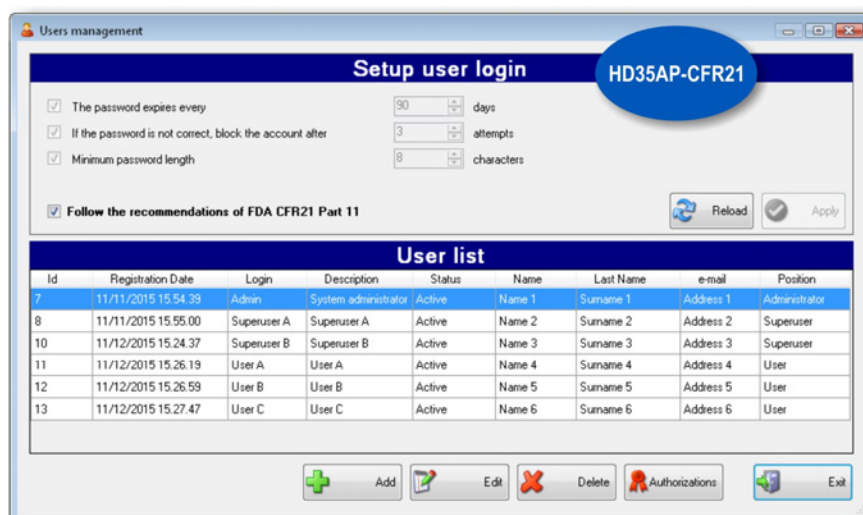 Users management
Setup user login
HD35AP-CFR21
The password expires every 90 days
If the password is not correct, block the account after 3 attempts
Minimum password length 8 characters
Follow the recommendations of FDA CFR21 Part 11 Reload Apply
User list
Id Registration Date Login Description Status Name Last Name e-mail Position
7 11/11/2015 15.54.39 Admin System administrator Active Name 1 Surname 1 Address 1 Administrator
8 11/11/2015 15.55.00 Superuser A Superuser A Active Name 2 Surname 2 Address 2 Superuser
10 11/12/2015 15.24.37 Superuser B Superuser B Active Name 3 Surname 3 Address 3 Superuser
11 11/12/2015 15.26.19 User A User A Active Name 4 Surname 4 Address 4 User
12 11/12/2015 15.26.59 User B User B Active Name 5 Surname 5 Address 5 User
13 11/12/2015 15.27.47 User C User C Active Name 6 Surname 6 Address 6 User
Add Edit Delete Authorizations Exit